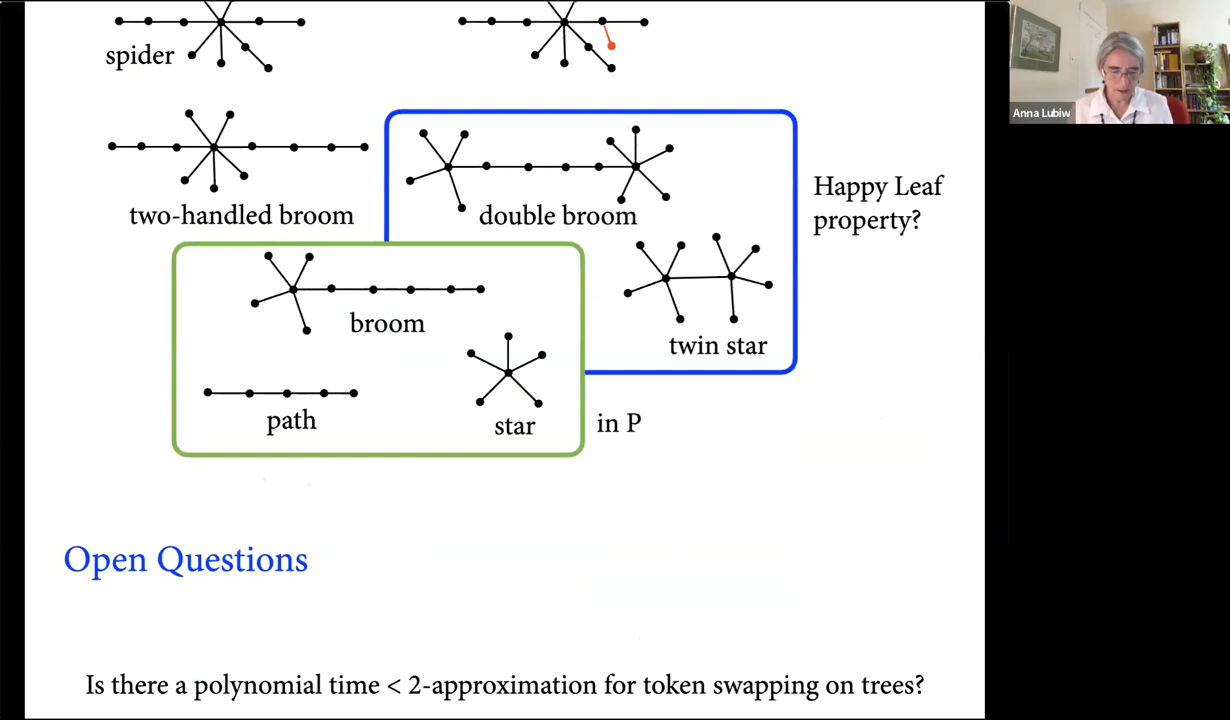 spider
Anna Lubiw
two-handled broom
double broom
Happy Leaf
property?
broom
twin star
path
star
in P
Open Questions
Is there a polynomial time < 2-approximation for token swapping on trees?